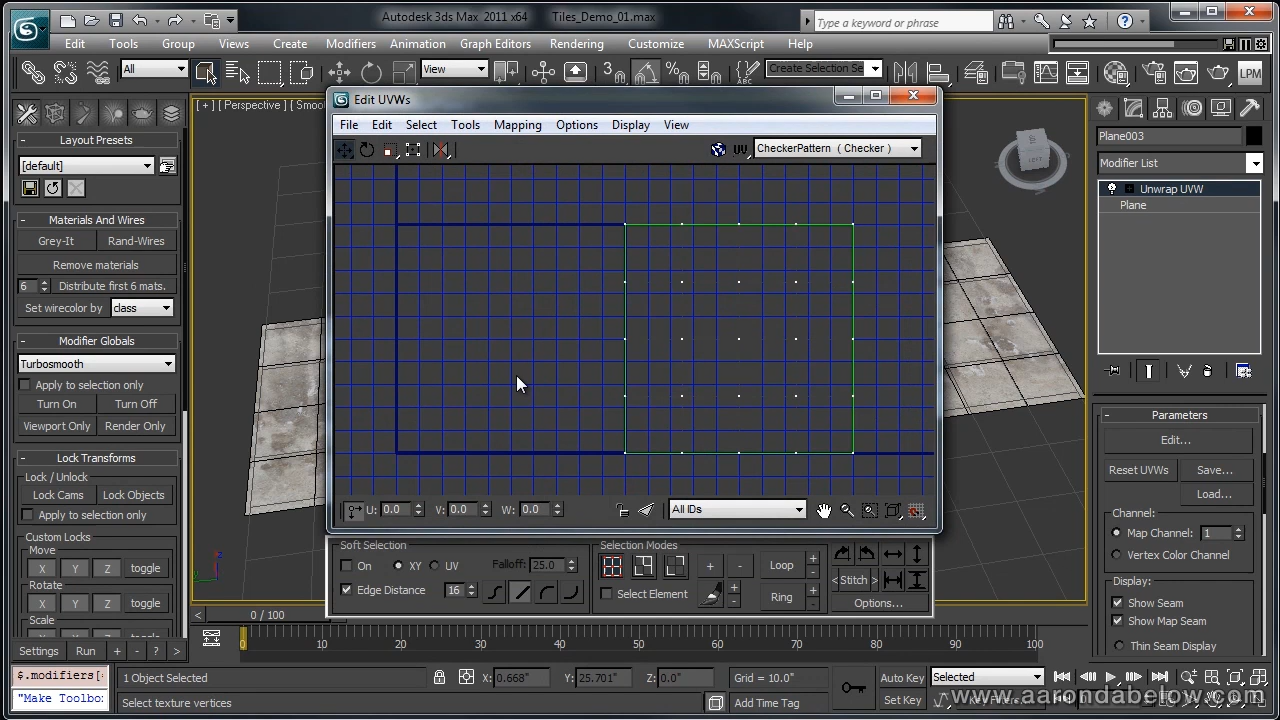 Autodesk 3ds Max 2011 x64 Tiles_Demo_01.max
Type a keyword or phrase
Edit Tools Group Views Create Modifiers Animation Graph Editors Rendering Customize MAXScript Help
All View Create Selection Se LPM
[ + ] [ Perspective ] [ Smoo
Edit UVWs
File Edit Select Tools Mapping Options Display View
CheckerPattern ( Checker )
U: 0.0 V: 0.0 W: 0.0 All IDs
Soft Selection
On XY UV Falloff: 25.0
Edge Distance 16
Selection Modes
+ - Loop + -
Select Element + Ring + -
Stitch
Options...
Layout Presets
[default]
Materials And Wires
Grey-It Rand-Wires
Remove materials
6 Distribute first 6 mats.
Set wirecolor by class
Modifier Globals
Turbosmooth
Apply to selection only
Turn On Turn Off
Viewport Only Render Only
Lock Transforms
Lock / Unlock
Lock Cams Lock Objects
Apply to selection only
Custom Locks
Move
X Y Z toggle
Rotate
X Y Z toggle
Scale
Settings Run + - ? >
Plane003
Modifier List
Unwrap UVW
Plane
Parameters
Edit...
Reset UVWs Save...
Load...
Channel:
Map Channel: 1
Vertex Color Channel
Display:
Show Seam
Show Map Seam
Thin Seam Display
< 0 / 100
0 10 20 30 40 50 60 70 80 90 100
$.modifiers[
"Make Toolbo
1 Object Selected X: 0.668" Y: 25.701" Z: 0.0" Grid = 10.0"
Select texture vertices
Add Time Tag
Auto Key Selected
Set Key Key Filters...
www.aarondabelow.com